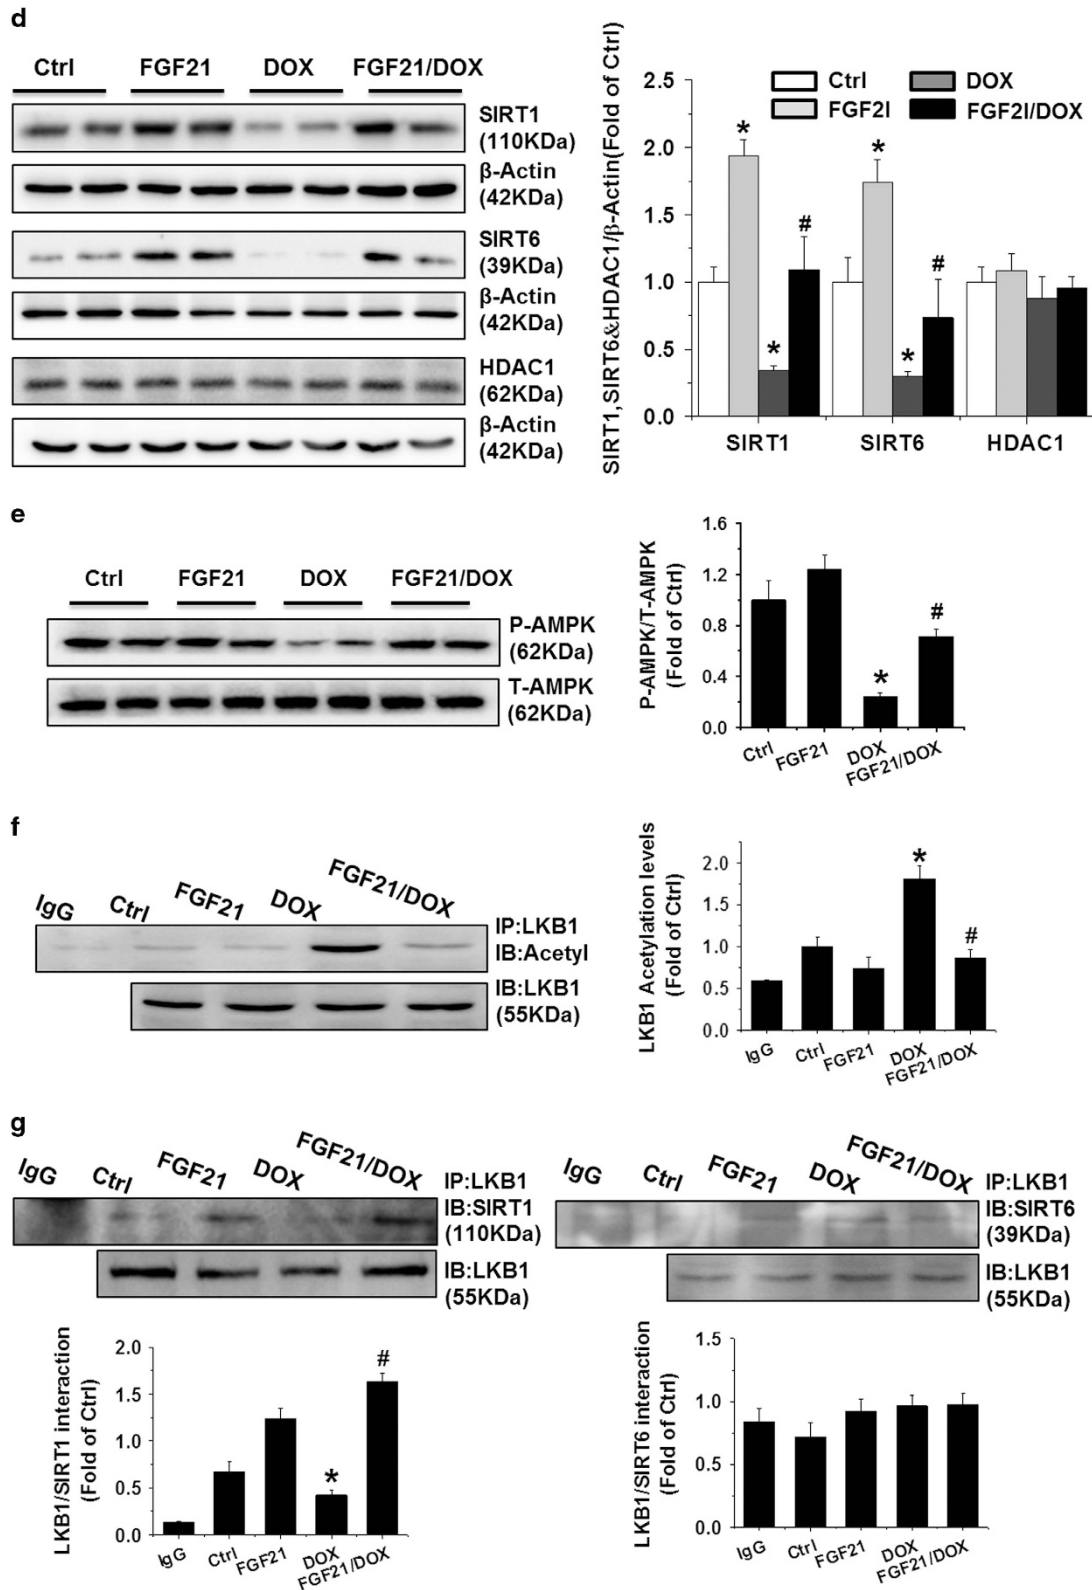 d
Ctrl FGF21 DOX FGF21/DOX
SIRT1
(110KDa)
β-Actin
(42KDa)
SIRT6
(39KDa)
β-Actin
(42KDa)
HDAC1
(62KDa)
β-Actin
(42KDa)
SIRT1,SIRT6&HDAC1/β-Actin(Fold of Ctrl)
2.5
2.0
1.5
1.0
0.5
0.0
Ctrl DOX
FGF2I FGF2I/DOX
* * # * # *
SIRT1 SIRT6 HDAC1
e
Ctrl FGF21 DOX FGF21/DOX
P-AMPK
(62KDa)
T-AMPK
(62KDa)
P-AMPK/T-AMPK
(Fold of Ctrl)
1.6
1.2
0.8
0.4
0.0
* #
Ctrl FGF21 DOX FGF21/DOX
f
IgG Ctrl FGF21 DOX FGF21/DOX
IP:LKB1
IB:Acetyl
IB:LKB1
(55KDa)
LKB1 Acetylation levels
(Fold of Ctrl)
2.0
1.5
1.0
0.5
0.0
* #
IgG Ctrl FGF21 DOX FGF21/DOX
g
IgG Ctrl FGF21 DOX FGF21/DOX
IP:LKB1
IB:SIRT1
(110KDa)
IB:LKB1
(55KDa)
LKB1/SIRT1 interaction
(Fold of Ctrl)
2.0
1.5
1.0
0.5
0.0
* #
IgG Ctrl FGF21 DOX FGF21/DOX
IgG Ctrl FGF21 DOX FGF21/DOX
IP:LKB1
IB:SIRT6
(39KDa)
IB:LKB1
(55KDa)
LKB1/SIRT6 interaction
(Fold of Ctrl)
1.5
1.0
0.5
0.0
IgG Ctrl FGF21 DOX FGF21/DOX